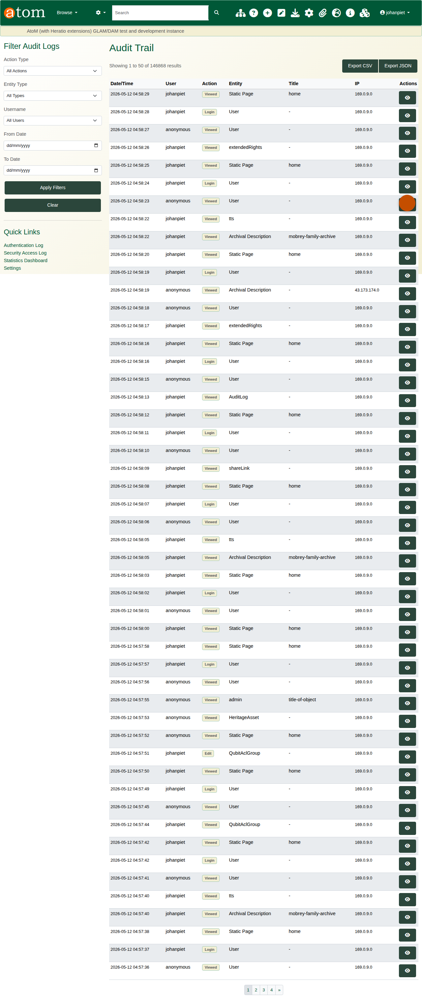 atom
Browse
Search
johanpiet
AtoM (with Heratio extensions) GLAM/DAM test and development instance
Filter Audit Logs
Action Type
All Actions
Entity Type
All Types
Username
All Users
From Date
dd/mm/yyyy
To Date
dd/mm/yyyy
Apply Filters
Clear
Quick Links
Authentication Log
Security Access Log
Statistics Dashboard
Settings
Audit Trail
Showing 1 to 50 of 146868 results
Export CSV Export JSON
Date/Time User Action Entity Title IP Actions
2026-05-12 04:58:29 johanpiet Viewed Static Page home 169.0.9.0
2026-05-12 04:58:28 johanpiet Login User - 169.0.9.0
2026-05-12 04:58:27 anonymous Viewed User - 169.0.9.0
2026-05-12 04:58:26 johanpiet Viewed extendedRights - 169.0.9.0
2026-05-12 04:58:25 johanpiet Viewed Static Page home 169.0.9.0
2026-05-12 04:58:24 johanpiet Login User - 169.0.9.0
2026-05-12 04:58:23 anonymous Viewed User - 169.0.9.0
2026-05-12 04:58:22 johanpiet Viewed tts - 169.0.9.0
2026-05-12 04:58:22 johanpiet Viewed Archival Description mobrey-family-archive 169.0.9.0
2026-05-12 04:58:20 johanpiet Viewed Static Page home 169.0.9.0
2026-05-12 04:58:19 johanpiet Login User - 169.0.9.0
2026-05-12 04:58:19 anonymous Viewed Archival Description - 43.173.174.0
2026-05-12 04:58:18 anonymous Viewed User - 169.0.9.0
2026-05-12 04:58:17 johanpiet Viewed extendedRights - 169.0.9.0
2026-05-12 04:58:16 johanpiet Viewed Static Page home 169.0.9.0
2026-05-12 04:58:16 johanpiet Login User - 169.0.9.0
2026-05-12 04:58:15 anonymous Viewed User - 169.0.9.0
2026-05-12 04:58:13 johanpiet Viewed AuditLog - 169.0.9.0
2026-05-12 04:58:12 johanpiet Viewed Static Page home 169.0.9.0
2026-05-12 04:58:11 johanpiet Login User - 169.0.9.0
2026-05-12 04:58:10 anonymous Viewed User - 169.0.9.0
2026-05-12 04:58:09 johanpiet Viewed shareLink - 169.0.9.0
2026-05-12 04:58:08 johanpiet Viewed Static Page home 169.0.9.0
2026-05-12 04:58:07 johanpiet Login User - 169.0.9.0
2026-05-12 04:58:06 anonymous Viewed User - 169.0.9.0
2026-05-12 04:58:05 johanpiet Viewed tts - 169.0.9.0
2026-05-12 04:58:05 johanpiet Viewed Archival Description mobrey-family-archive 169.0.9.0
2026-05-12 04:58:03 johanpiet Viewed Static Page home 169.0.9.0
2026-05-12 04:58:02 johanpiet Login User - 169.0.9.0
2026-05-12 04:58:01 anonymous Viewed User - 169.0.9.0
2026-05-12 04:58:00 johanpiet Viewed Static Page home 169.0.9.0
2026-05-12 04:57:58 johanpiet Viewed Static Page home 169.0.9.0
2026-05-12 04:57:57 johanpiet Login User - 169.0.9.0
2026-05-12 04:57:56 anonymous Viewed User - 169.0.9.0
2026-05-12 04:57:55 anonymous Viewed admin title-of-object 169.0.9.0
2026-05-12 04:57:53 anonymous Viewed HeritageAsset - 169.0.9.0
2026-05-12 04:57:52 anonymous Viewed Static Page home 169.0.9.0
2026-05-12 04:57:51 johanpiet Edit QubitAclGroup - 169.0.9.0
2026-05-12 04:57:50 johanpiet Viewed Static Page home 169.0.9.0
2026-05-12 04:57:49 johanpiet Login User - 169.0.9.0
2026-05-12 04:57:45 anonymous Viewed User - 169.0.9.0
2026-05-12 04:57:44 johanpiet Viewed QubitAclGroup - 169.0.9.0
2026-05-12 04:57:42 johanpiet Viewed Static Page home 169.0.9.0
2026-05-12 04:57:42 johanpiet Login User - 169.0.9.0
2026-05-12 04:57:41 anonymous Viewed User - 169.0.9.0
2026-05-12 04:57:40 johanpiet Viewed tts - 169.0.9.0
2026-05-12 04:57:40 johanpiet Viewed Archival Description mobrey-family-archive 169.0.9.0
2026-05-12 04:57:38 johanpiet Viewed Static Page home 169.0.9.0
2026-05-12 04:57:37 johanpiet Login User - 169.0.9.0
2026-05-12 04:57:36 anonymous Viewed User - 169.0.9.0
1 2 3 4 »